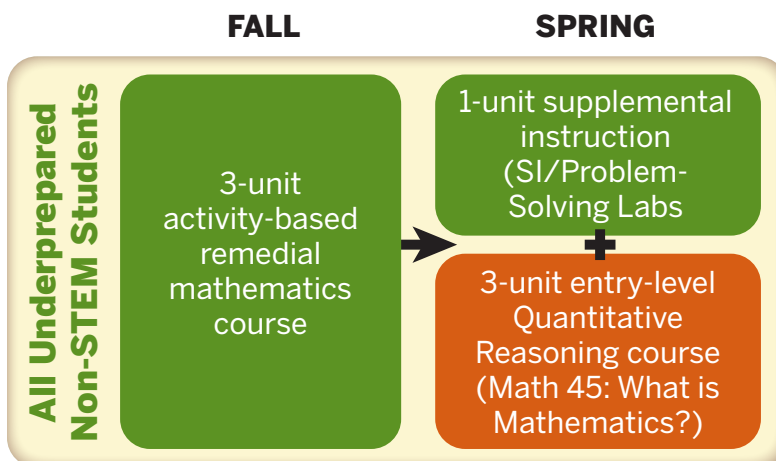 FALL
SPRING
All Underprepared
Non-STEM Students
3-unit
activity-based
remedial
mathematics
course
1-unit supplemental
instruction
(SI/Problem-
Solving Labs
+
3-unit entry-level
Quantitative
Reasoning course
(Math 45: What is
Mathematics?)